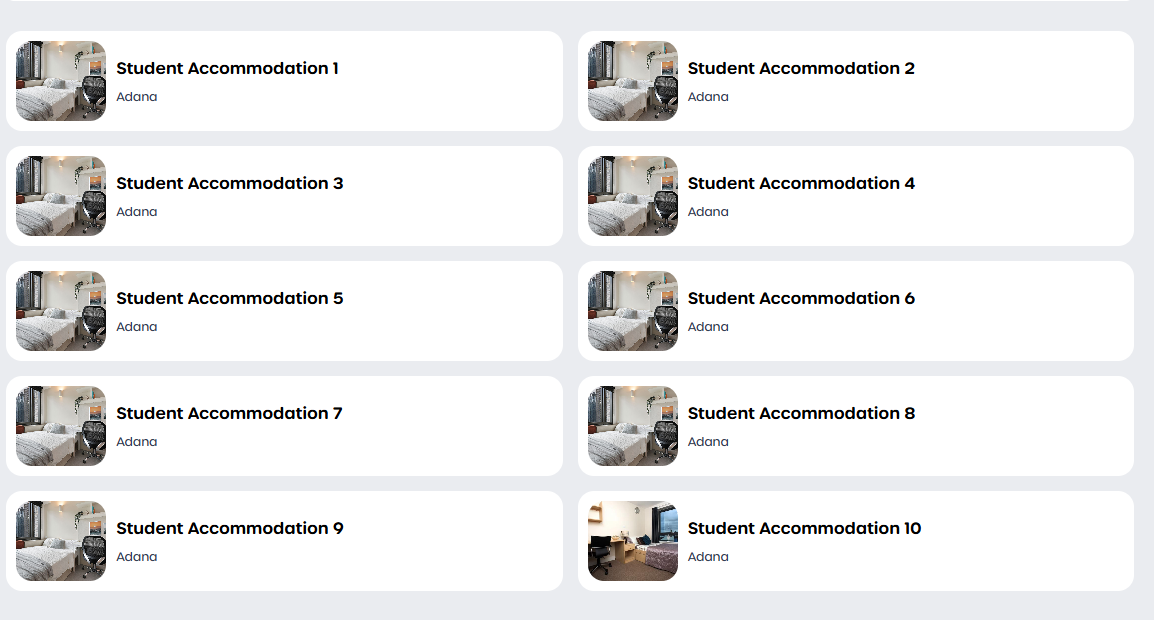 Student Accommodation 1
Adana
Student Accommodation 2
Adana
Student Accommodation 3
Adana
Student Accommodation 4
Adana
Student Accommodation 5
Adana
Student Accommodation 6
Adana
Student Accommodation 7
Adana
Student Accommodation 8
Adana
Student Accommodation 9
Adana
Student Accommodation 10
Adana